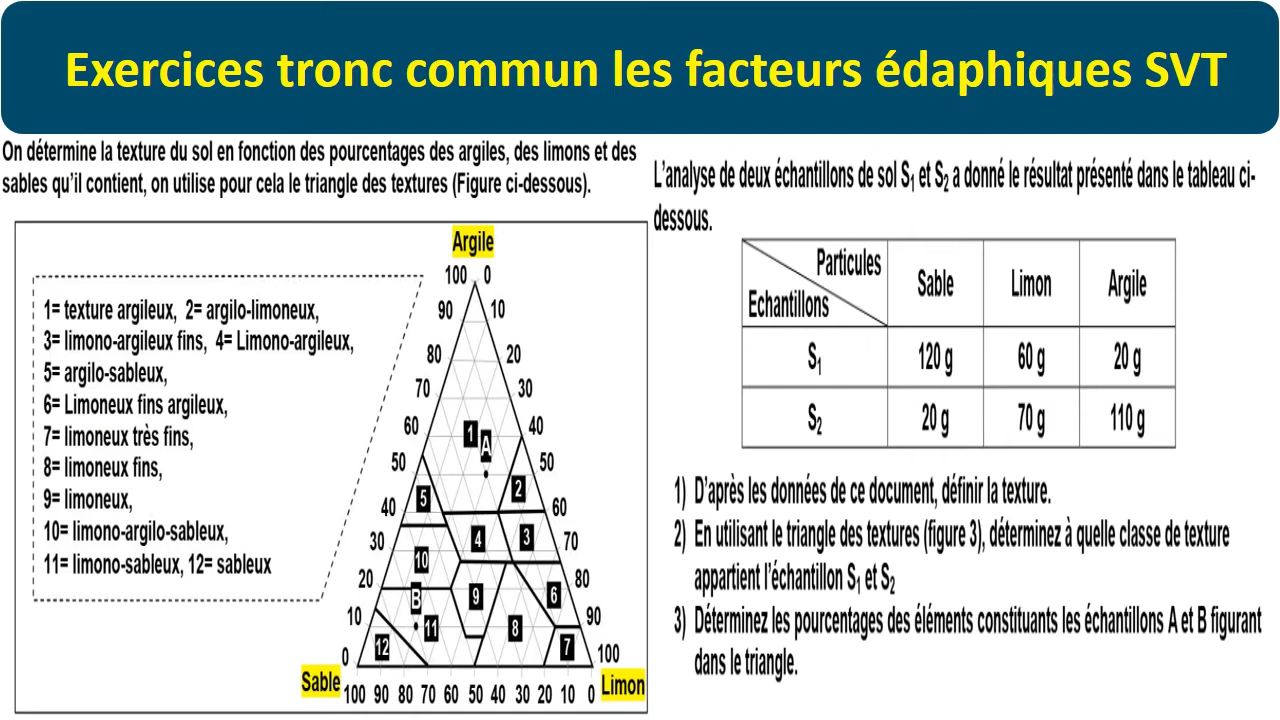 Exercices tronc commun les facteurs édaphiques SVT
On détermine la texture du sol en fonction des pourcentages des argiles, des limons et des
sables qu'il contient, on utilise pour cela le triangle des textures (Figure ci-dessous).
Argile
100 0
90 10
80 20
70 30
60 40
50 50
40 60
30 70
20 80
10 90
0 100
1= texture argileux, 2= argilo-limoneux,
3= limono-argileux fins, 4= Limono-argileux,
5= argilo-sableux,
6= Limoneux fins argileux,
7= limoneux très fins,
8= limoneux fins,
9= limoneux,
10= limono-argilo-sableux,
11= limono-sableux, 12= sableux
1
A
2
5
4
3
10
B
9
6
11
8
12
7
Sable
Limon
100 90 80 70 60 50 40 30 20 10 0
L'analyse de deux échantillons de sol S₁ et S₂ a donné le résultat présenté dans le tableau ci-
dessous.
Particules
Echantillons
Sable Limon Argile
S₁ 120 g 60 g 20 g
S₂ 20 g 70 g 110 g
1) D'après les données de ce document, définir la texture.
2) En utilisant le triangle des textures (figure 3), déterminez à quelle classe de texture
appartient l'échantillon S₁ et S₂
3) Déterminez les pourcentages des éléments constituants les échantillons A et B figurant
dans le triangle.